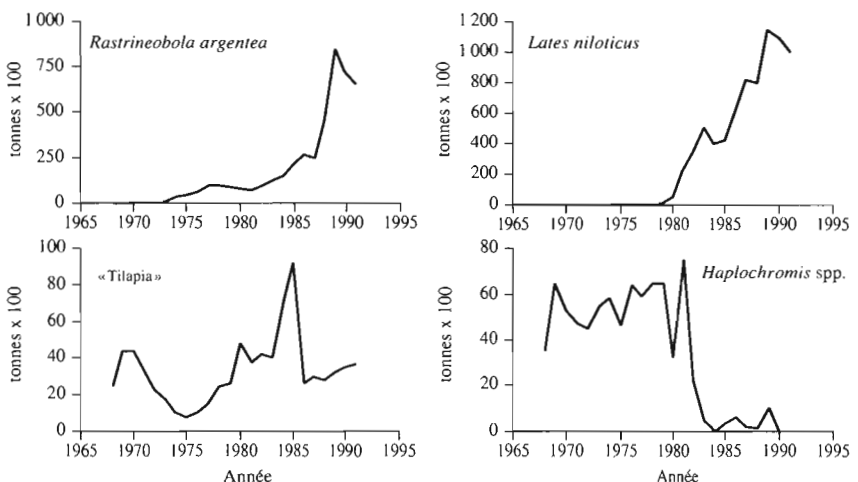 1 000
750
500
250
0
tonnes x 100
Rastrineobola argentea
1965 1970 1975 1980 1985 1990 1995
1 200
1 000
800
600
400
200
0
tonnes x 100
Lates niloticus
1965 1970 1975 1980 1985 1990 1995
100
80
60
40
20
0
tonnes x 100
«Tilapia»
1965 1970 1975 1980 1985 1990 1995
Année
80
60
40
20
0
tonnes x 100
Haplochromis spp.
1965 1970 1975 1980 1985 1990 1995
Année